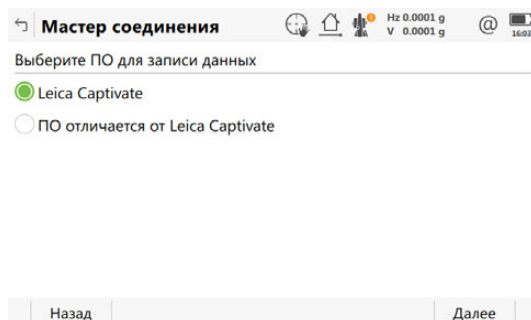 Мастер соединения
Hz 0.0001 g
V 0.0001 g
@
16:03
Выберите ПО для записи данных
Leica Captivate
ПО отличается от Leica Captivate
Назад
Далее